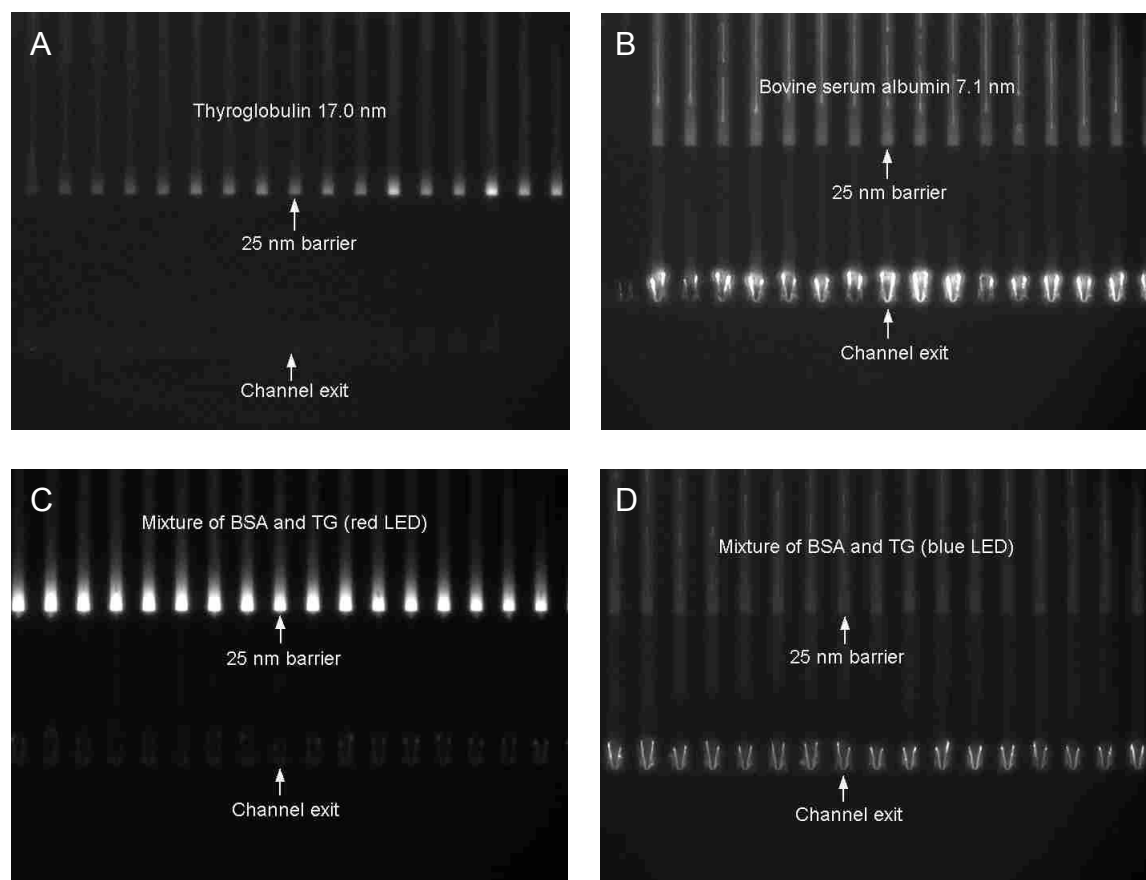 A
Thyroglobulin 17.0 nm
25 nm barrier
Channel exit
B
Bovine serum albumin 7.1 nm
25 nm barrier
Channel exit
C
Mixture of BSA and TG (red LED)
25 nm barrier
Channel exit
D
Mixture of BSA and TG (blue LED)
25 nm barrier
Channel exit